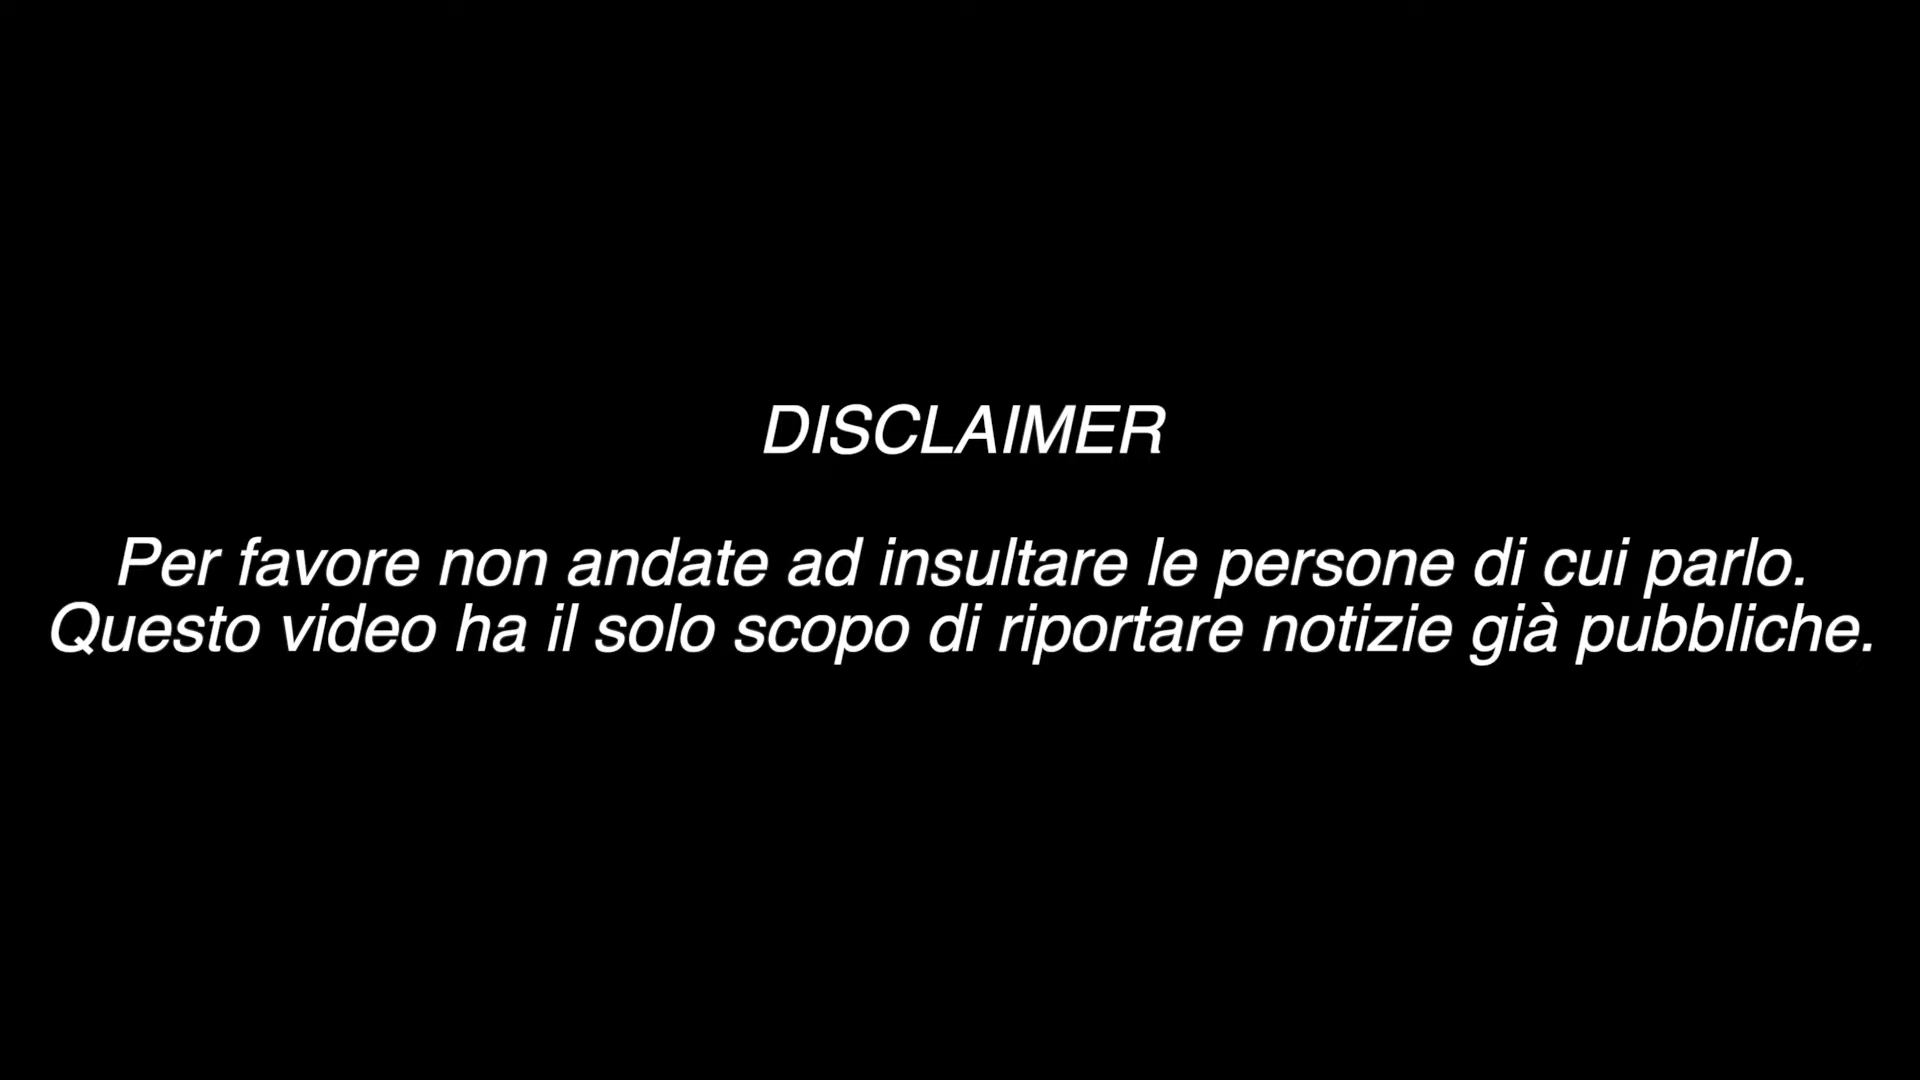 DISCLAIMER
Per favore non andate ad insultare le persone di cui parlo.
Questo video ha il solo scopo di riportare notizie già pubbliche.